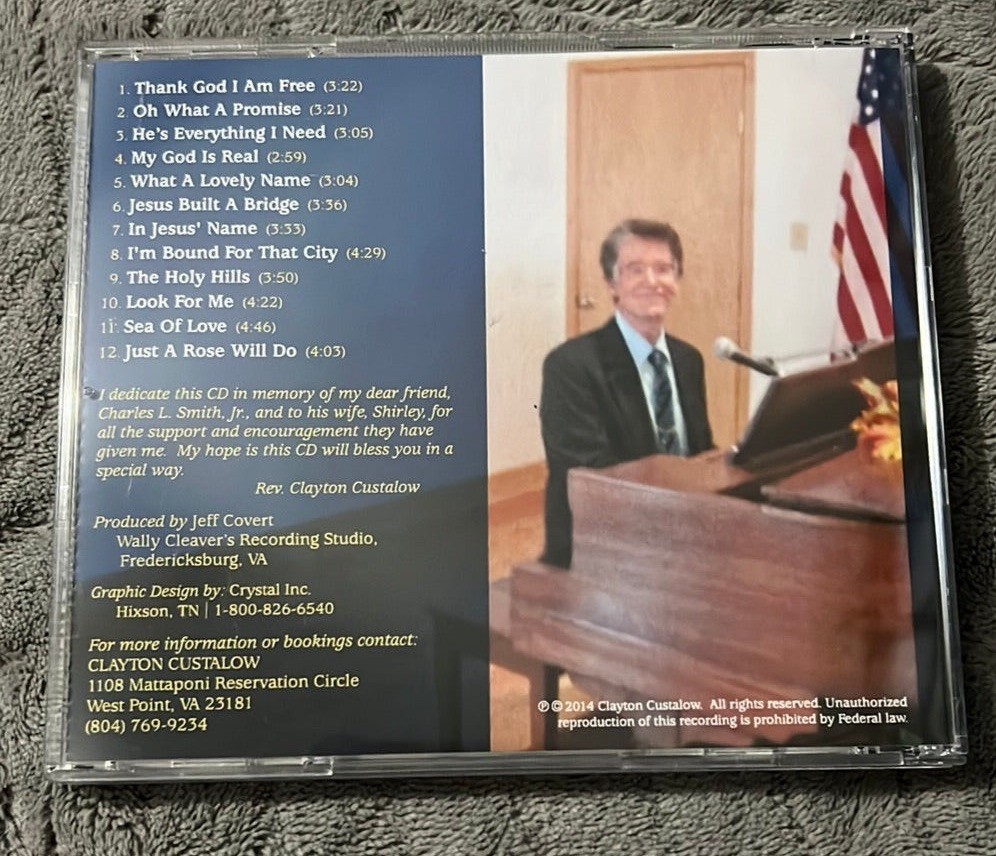 1. Thank God I Am Free (3:22)
2. Oh What A Promise (3:21)
3. He's Everything I Need (3:05)
4. My God Is Real (2:59)
5. What A Lovely Name (3:04)
6. Jesus Built A Bridge (3:36)
7. In Jesus' Name (3:33)
8. I'm Bound For That City (4:29)
9. The Holy Hills (3:50)
10. Look For Me (4:22)
11. Sea Of Love (4:46)
12. Just A Rose Will Do (4:03)
I dedicate this CD in memory of my dear friend,
Charles L. Smith, Jr., and to his wife, Shirley, for
all the support and encouragement they have
given me. My hope is this CD will bless you in a
special way.
Rev. Clayton Custalow
Produced by Jeff Covert
Wally Cleaver's Recording Studio,
Fredericksburg, VA
Graphic Design by: Crystal Inc.
Hixson, TN | 1-800-826-6540
For more information or bookings contact:
CLAYTON CUSTALOW
1108 Mattaponi Reservation Circle
West Point, VA 23181
(804) 769-9234
℗ © 2014 Clayton Custalow. All rights reserved. Unauthorized
reproduction of this recording is prohibited by Federal law.